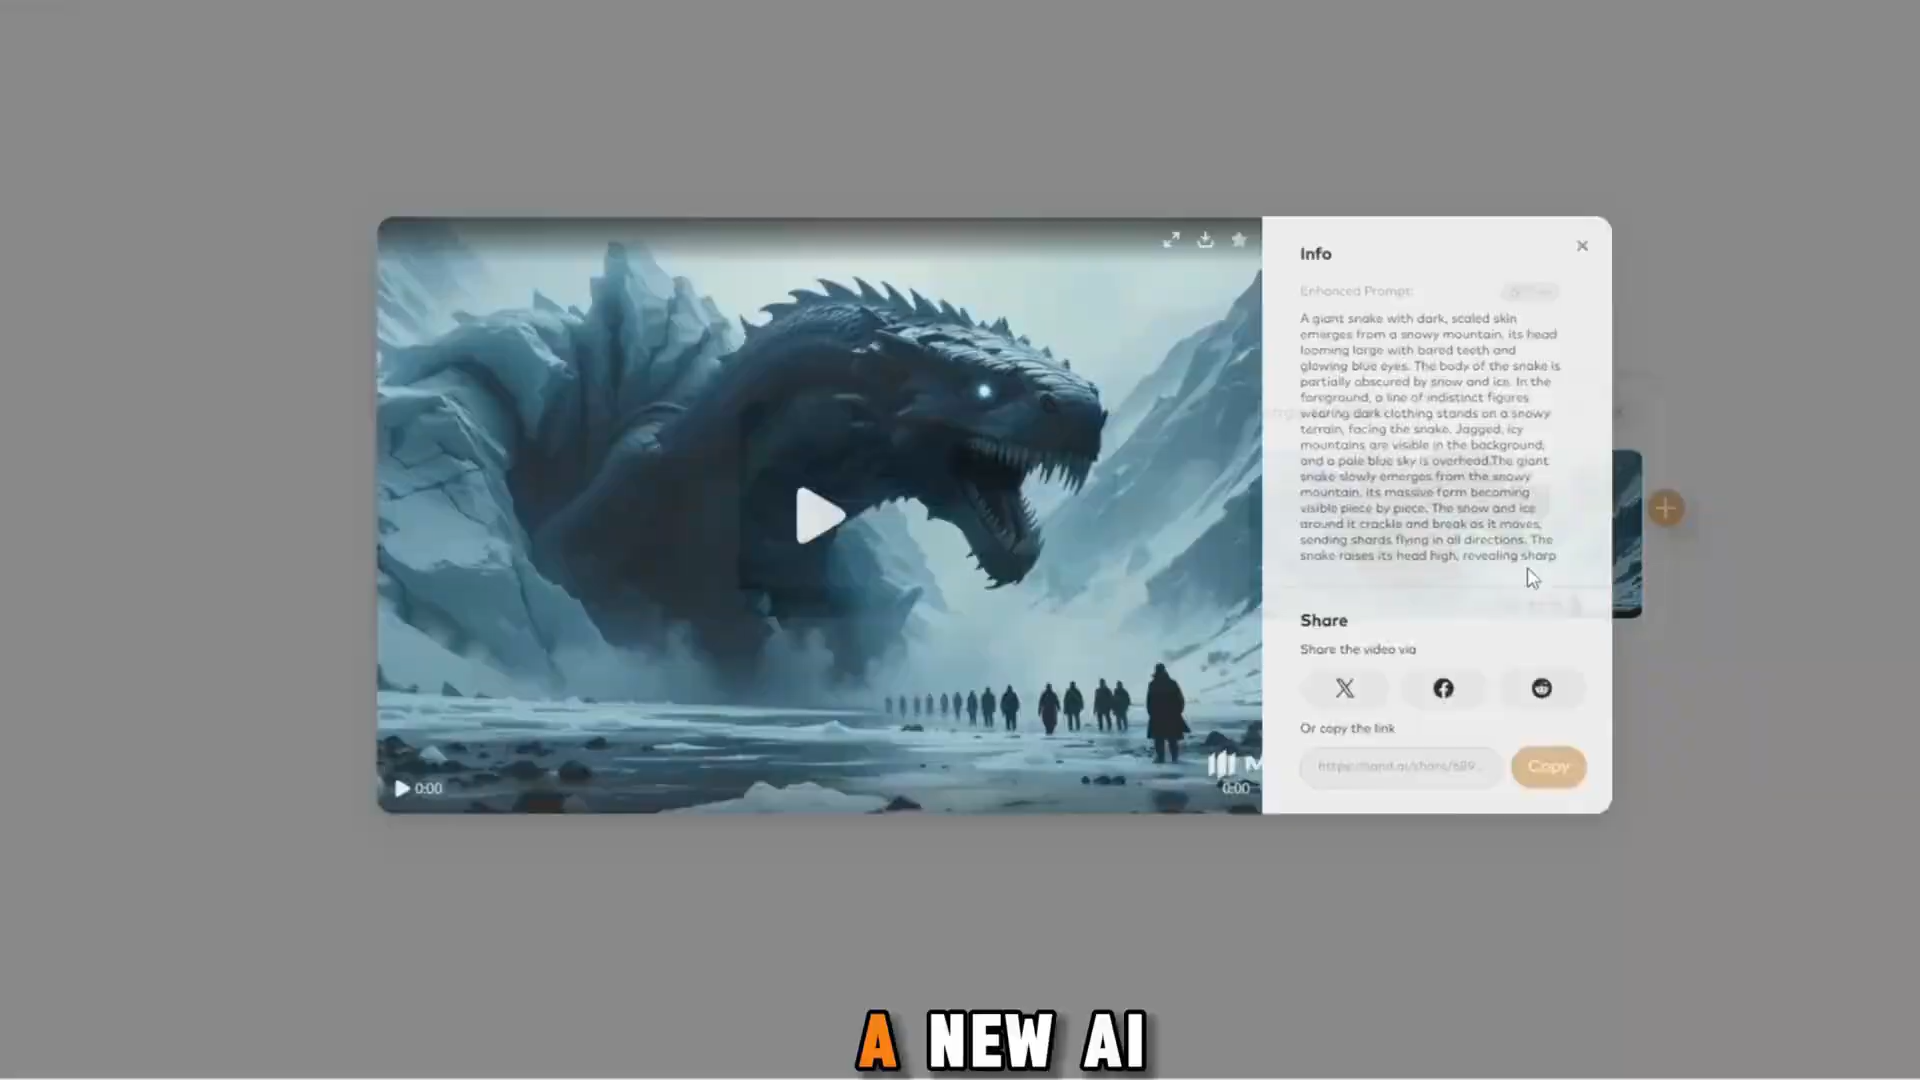 Info
Enhanced Prompt:
A giant snake with dark, scaled skin
emerges from a snowy mountain, its head
looming large with bared teeth and
glowing blue eyes. The body of the snake is
partially obscured by snow and ice. In the
foreground, a line of indistinct figures
wearing dark clothing stands on a snowy
terrain, facing the snake. Jagged, icy
mountains are visible in the background,
and a pale blue sky is overhead.The giant
snake slowly emerges from the snowy
mountain, its massive form becoming
visible piece by piece. The snow and ice
around it crackle and break as it moves,
sending shards flying in all directions. The
snake raises its head high, revealing sharp
Share
Share the video via
Or copy the link
https://sand.ai/share/689...
Copy
M
0:00
0:00
A NEW AI